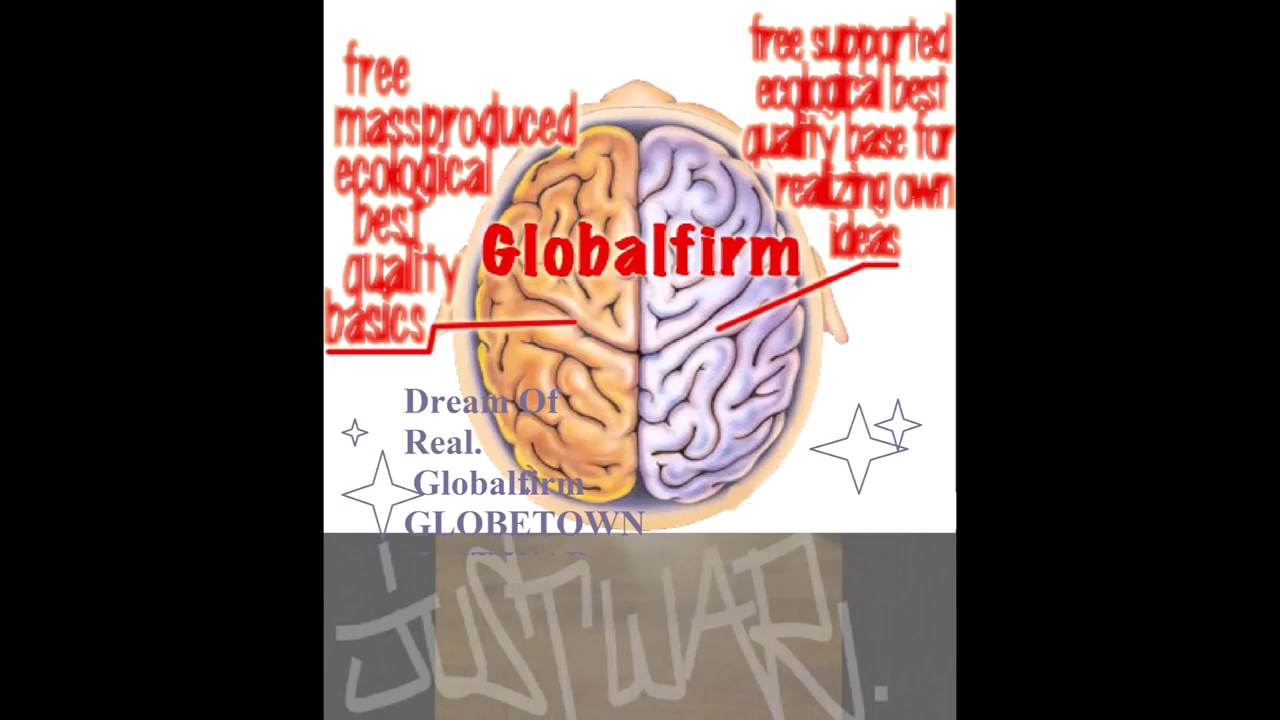 free
massproduced
ecological
best
quality
basics
free supported
ecological best
quality base for
realizing own
ideas
Globalfirm
Dream Of
Real.
Globalfirm
GLOBETOWN
JUST WAR.